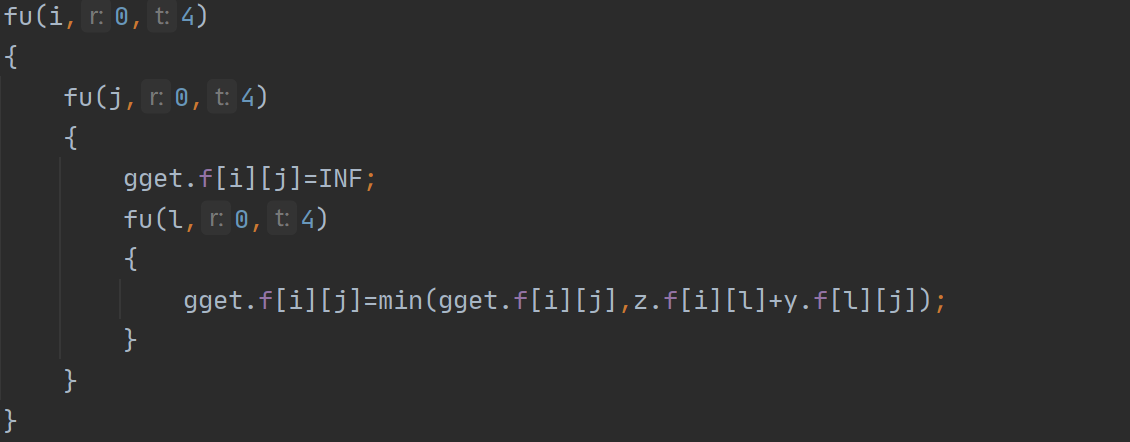 fu(i, r: 0, t: 4)
{
    fu(j, r: 0, t: 4)
    {
        gget.f[i][j]=INF;
        fu(l, r: 0, t: 4)
        {
            gget.f[i][j]=min(gget.f[i][j],z.f[i][l]+y.f[l][j]);
        }
    }
}